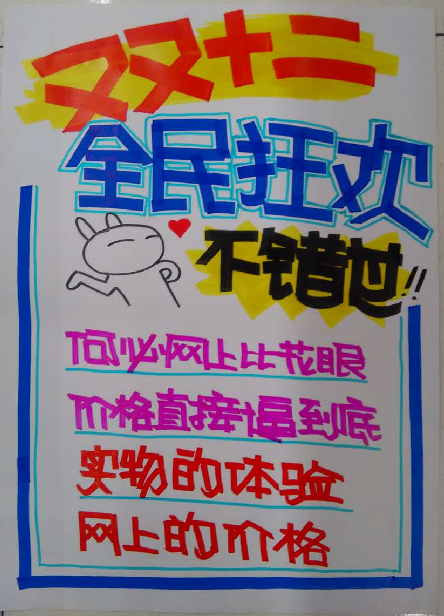 双双十二
全民狂欢
不错过!!
何必网上比花眼
价格直接逼到底
实物的体验
网上的价格